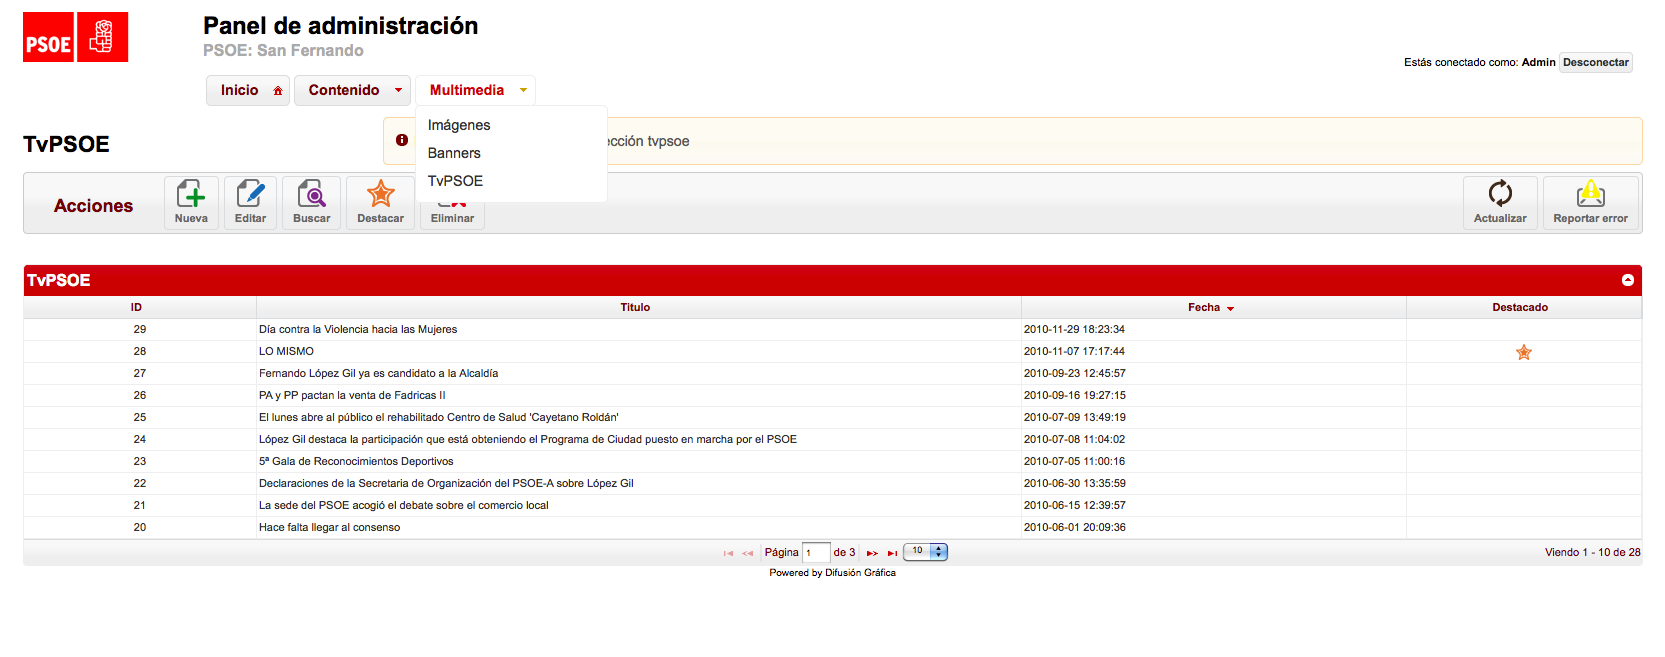 PSOE
Panel de administración
PSOE: San Fernando
Estás conectado como: Admin Desconectar
Inicio Contenido Multimedia
Imágenes
Banners
TvPSOE
TvPSOE
tvpsoe
Acciones Nueva Editar Buscar Destacar Eliminar Actualizar Reportar error
TvPSOE
ID Titulo Fecha Destacado
29 Día contra la Violencia hacia las Mujeres 2010-11-29 18:23:34
28 LO MISMO 2010-11-07 17:17:44
27 Fernando López Gil ya es candidato a la Alcaldía 2010-09-23 12:45:57
26 PA y PP pactan la venta de Fadricas II 2010-09-16 19:27:15
25 El lunes abre al público el rehabilitado Centro de Salud 'Cayetano Roldán' 2010-07-09 13:49:19
24 López Gil destaca la participación que está obteniendo el Programa de Ciudad puesto en marcha por el PSOE 2010-07-08 11:04:02
23 5ª Gala de Reconocimientos Deportivos 2010-07-05 11:00:16
22 Declaraciones de la Secretaria de Organización del PSOE-A sobre López Gil 2010-06-30 13:35:59
21 La sede del PSOE acogió el debate sobre el comercio local 2010-06-15 12:39:57
20 Hace falta llegar al consenso 2010-06-01 20:09:36
Página 1 de 3 10 Viendo 1 - 10 de 28
Powered by Difusión Gráfica